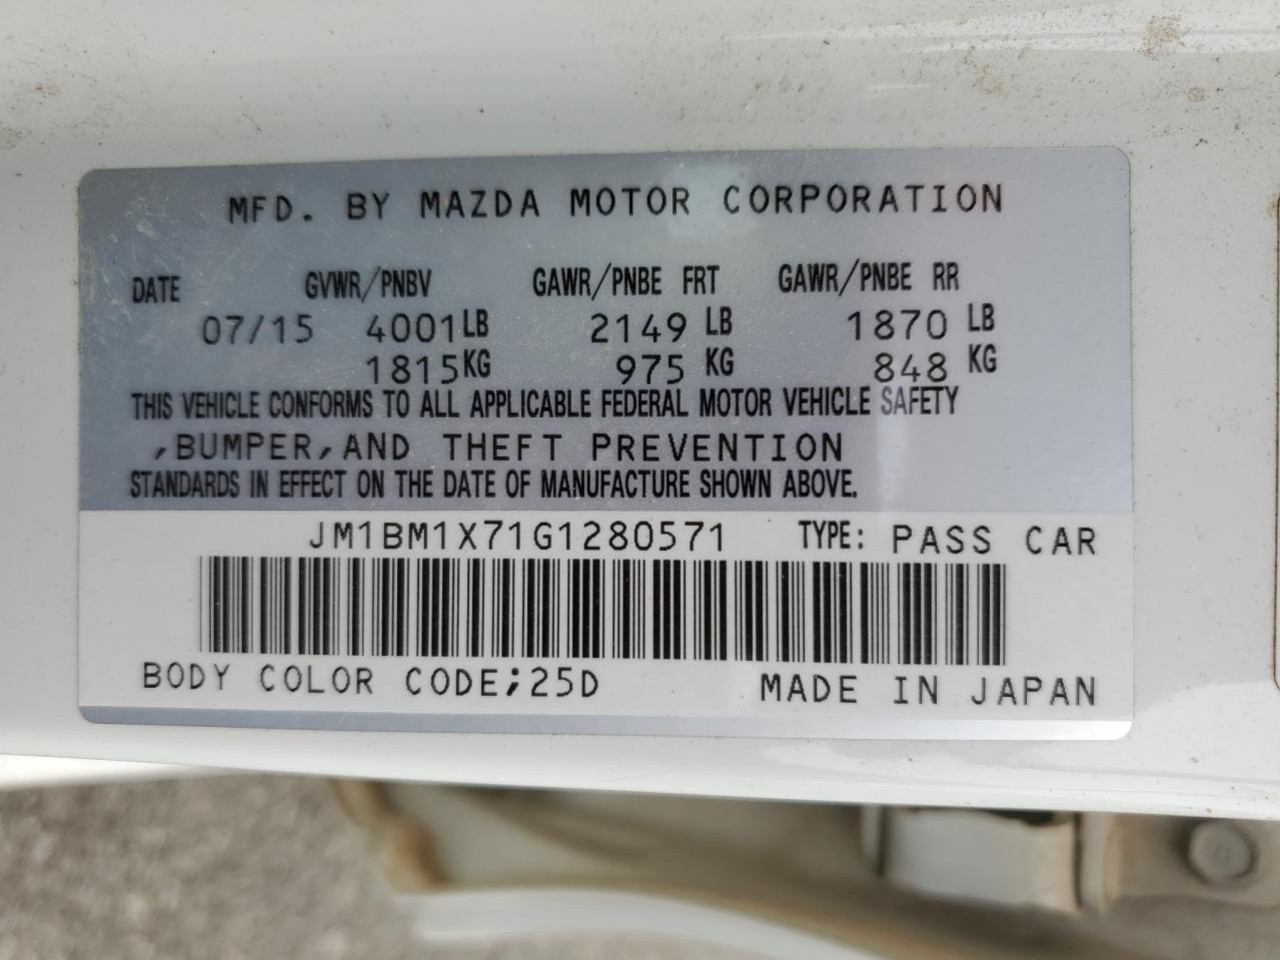 MFD. BY MAZDA MOTOR CORPORATION
DATE GVWR/PNBV GAWR/PNBE FRT GAWR/PNBE RR
07/15 4001LB 2149 LB 1870 LB
1815KG 975 KG 848 KG
THIS VEHICLE CONFORMS TO ALL APPLICABLE FEDERAL MOTOR VEHICLE SAFETY
,BUMPER,AND THEFT PREVENTION
STANDARDS IN EFFECT ON THE DATE OF MANUFACTURE SHOWN ABOVE.
JM1BM1X71G1280571 TYPE: PASS CAR
BODY COLOR CODE;25D MADE IN JAPAN